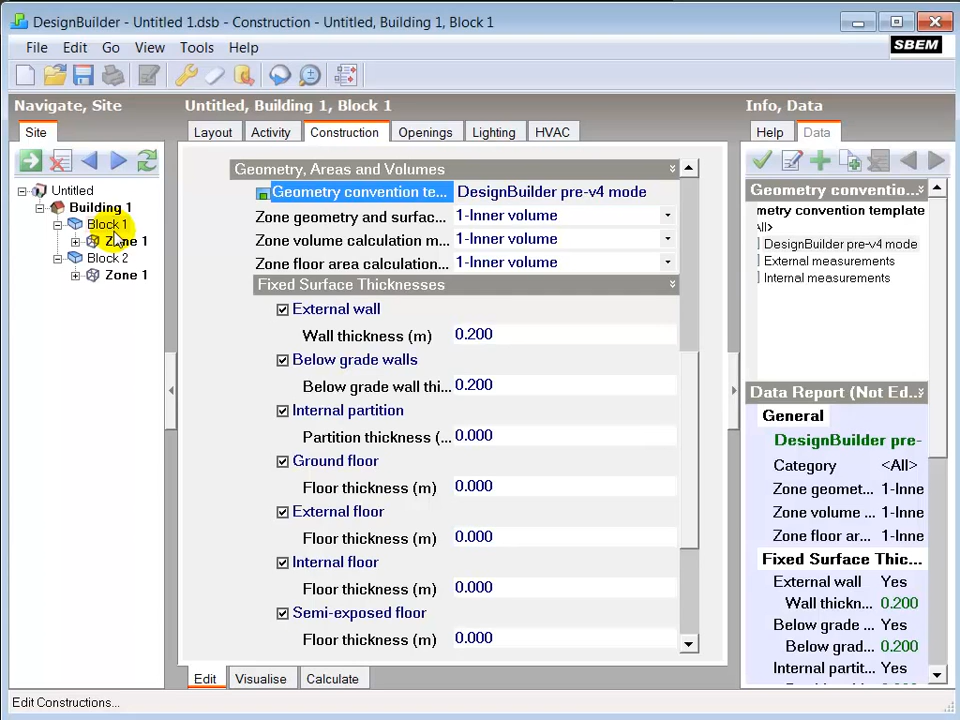 DesignBuilder - Untitled 1.dsb - Construction - Untitled, Building 1, Block 1
File Edit Go View Tools Help
SBEM
Navigate, Site
Site
Untitled
Building 1
Block 1
Zone 1
Block 2
Zone 1
Untitled, Building 1, Block 1
Layout Activity Construction Openings Lighting HVAC
Geometry, Areas and Volumes
Geometry convention te... DesignBuilder pre-v4 mode
Zone geometry and surfac... 1-Inner volume
Zone volume calculation m... 1-Inner volume
Zone floor area calculation... 1-Inner volume
Fixed Surface Thicknesses
External wall
Wall thickness (m) 0.200
Below grade walls
Below grade wall thi... 0.200
Internal partition
Partition thickness (... 0.000
Ground floor
Floor thickness (m) 0.000
External floor
Floor thickness (m) 0.000
Internal floor
Floor thickness (m) 0.000
Semi-exposed floor
Floor thickness (m) 0.000
Edit Visualise Calculate
Info, Data
Help Data
Geometry conventio...
metry convention template
All>
DesignBuilder pre-v4 mode
External measurements
Internal measurements
Data Report (Not Ed...
General
DesignBuilder pre-
Category <All>
Zone geomet... 1-Inne
Zone volume ... 1-Inne
Zone floor ar... 1-Inne
Fixed Surface Thic...
External wall Yes
Wall thickn... 0.200
Below grade ... Yes
Below grad... 0.200
Internal partit... Yes
Edit Constructions...